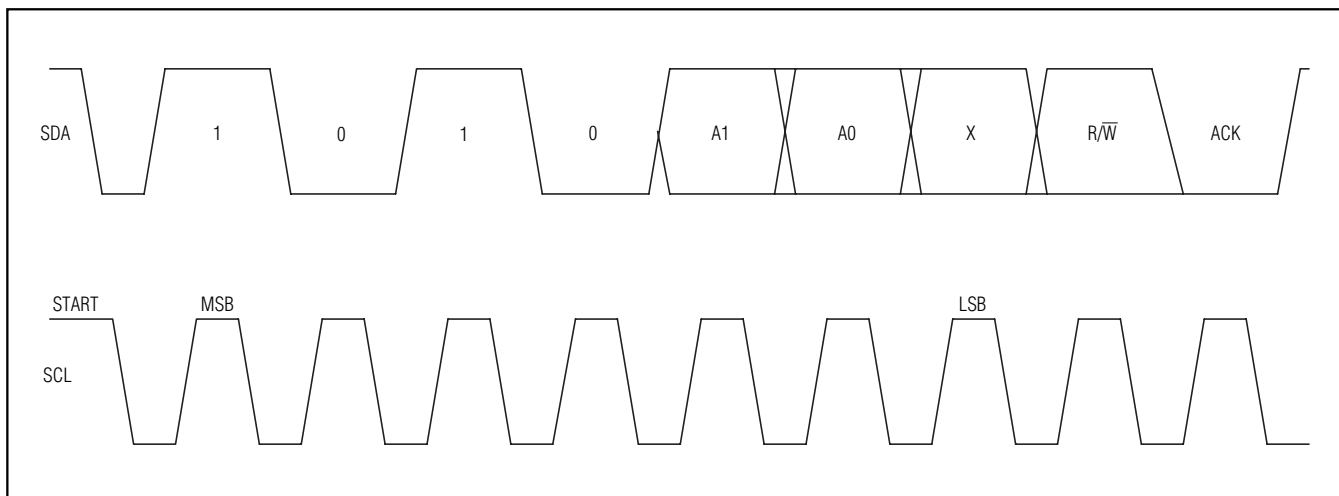 SDA 1 0 1 0 A1 A0 X R/W̅ ACK
START MSB LSB
SCL